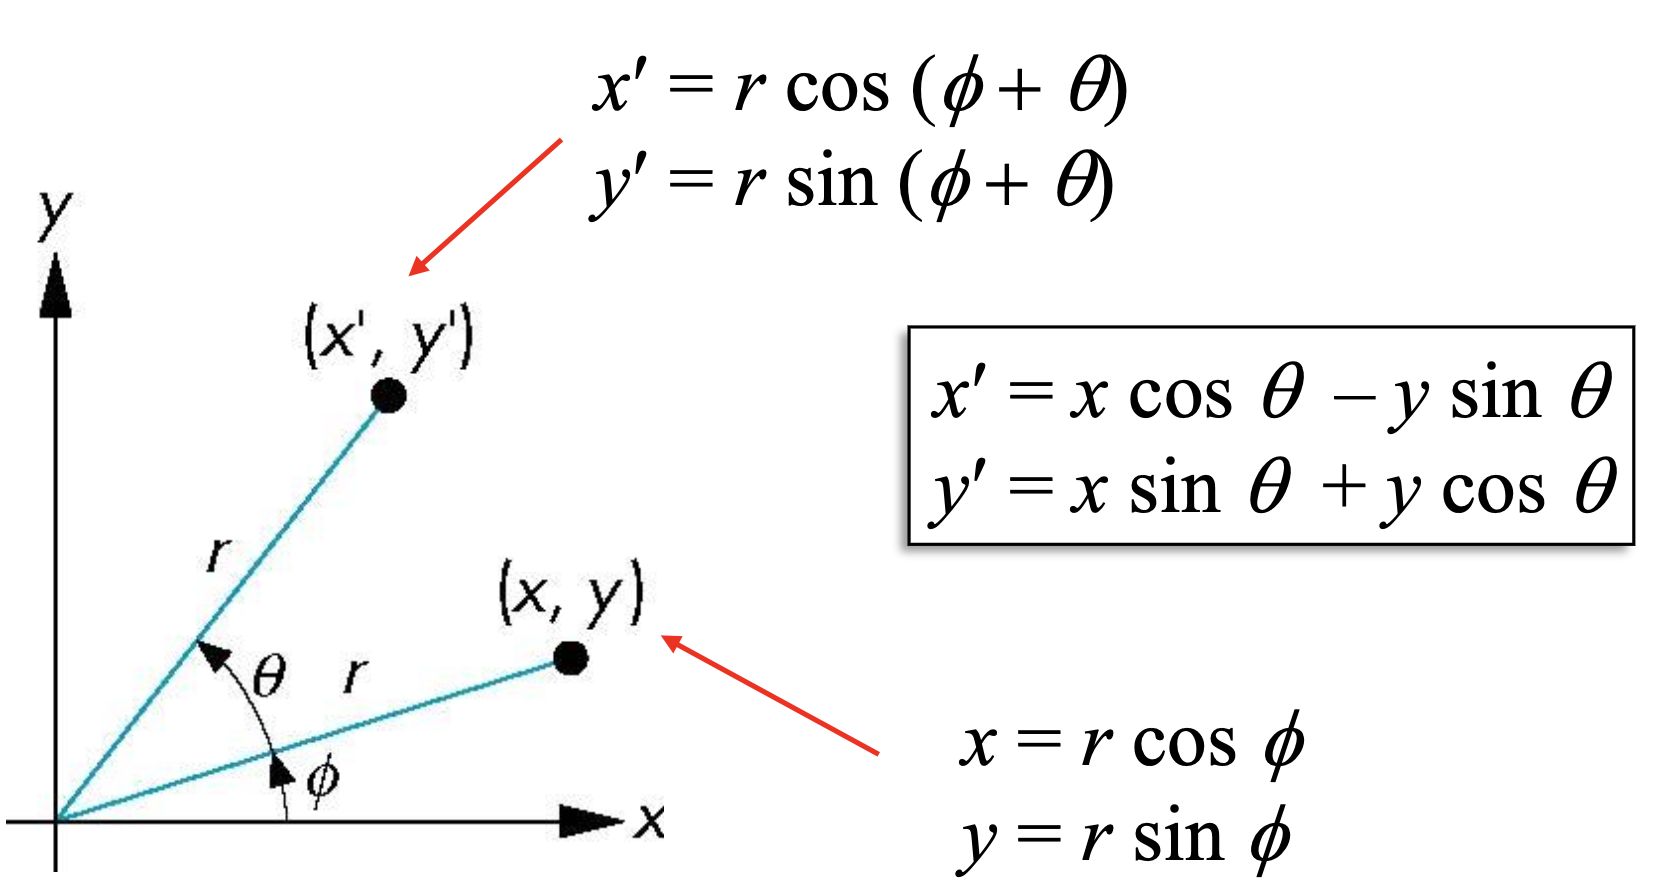 x′ = r cos (ϕ + θ)
y′ = r sin (ϕ + θ)
y
(x', y')
x′ = x cos θ – y sin θ
y′ = x sin θ + y cos θ
r
(x, y)
θ
r
ϕ
x
x = r cos ϕ
y = r sin ϕ